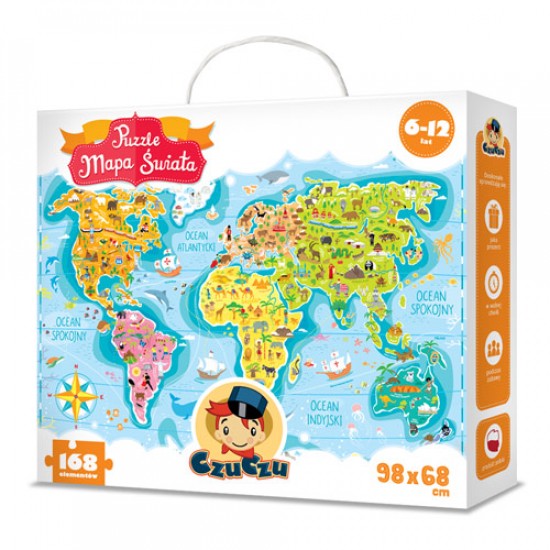 Puzzle
Mapa Świata
6-12
lat
OCEAN
ATLANTYCKI
OCEAN
SPOKOJNY
OCEAN
SPOKOJNY
OCEAN
INDYJSKI
168
elementów
CzuCzu
98x68
cm